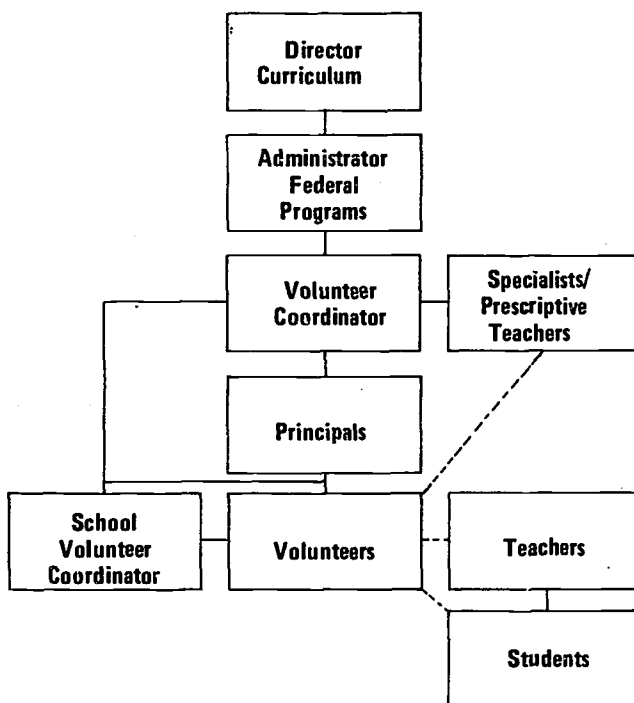 Director
Curriculum
Administrator
Federal
Programs
Volunteer
Coordinator
Specialists/
Prescriptive
Teachers
Principals
School
Volunteer
Coordinator
Volunteers
Teachers
Students